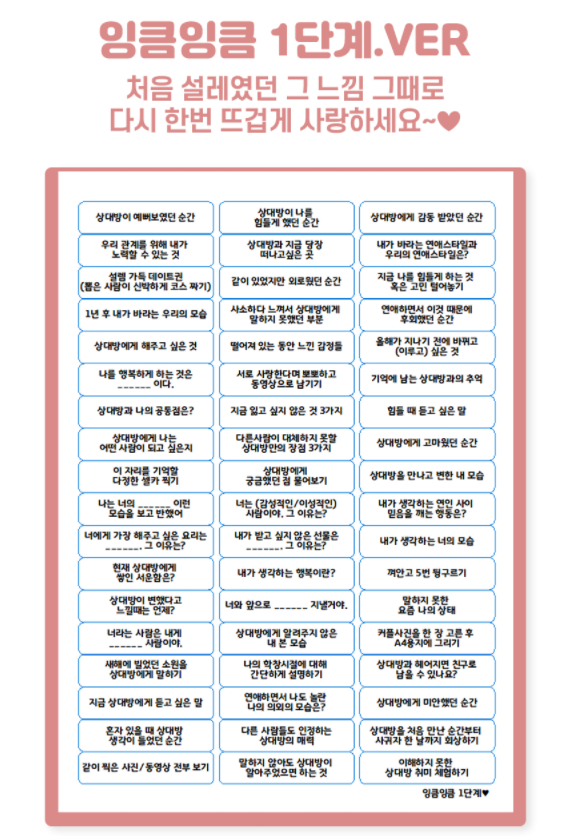 잉큼잉큼 1단계.VER
처음 설레였던 그 느낌 그때로
다시 한번 뜨겁게 사랑하세요~♥
상대방이 예뻐보였던 순간
상대방이 나를
힘들게 했던 순간
상대방에게 감동 받았던 순간
우리 관계를 위해 내가
노력할 수 있는 것
상대방과 지금 당장
떠나고싶은 곳
내가 바라는 연애스타일과
우리의 연애스타일은?
설렘 가득 데이트권
(뽑은 사람이 신박하게 코스 짜기)
같이 있었지만 외로웠던 순간
지금 나를 힘들게 하는 것
혹은 고민 털어놓기
1년 후 내가 바라는 우리의 모습
사소하다 느껴서 상대방에게
말하지 못했던 부분
연애하면서 이것 때문에
후회했던 순간
상대방에게 해주고 싶은 것
떨어져 있는 동안 느낀 감정들
올해가 지나기 전에 바뀌고
(이루고) 싶은 것
나를 행복하게 하는 것은
______ 이다.
서로 사랑한다며 뽀뽀하고
동영상으로 남기기
기억에 남는 상대방과의 추억
상대방과 나의 공통점은?
지금 잃고 싶지 않은 것 3가지
힘들 때 듣고 싶은 말
상대방에게 나는
어떤 사람이 되고 싶은지
다른사람이 대체하지 못할
상대방만의 장점 3가지
상대방에게 고마웠던 순간
이 자리를 기억할
다정한 셀카 찍기
상대방에게
궁금했던 점 물어보기
상대방을 만나고 변한 내 모습
나는 너의 ______ 이런
모습을 보고 반했어
너는 (감성적인/이성적인)
사람이야. 그 이유는?
내가 생각하는 연인 사이
믿음을 깨는 행동은?
너에게 가장 해주고 싶은 요리는
______. 그 이유는?
내가 받고 싶지 않은 선물은
______. 그 이유는?
내가 생각하는 너의 모습
현재 상대방에게
쌓인 서운함은?
내가 생각하는 행복이란?
껴안고 5번 뒹구르기
상대방이 변했다고
느낄때는 언제?
너와 앞으로 ______ 지낼거야.
말하지 못한
요즘 나의 상태
너라는 사람은 내게
______ 사람이야.
상대방에게 알려주지 않은
내 본 모습
커플사진을 한 장 고른 후
A4용지에 그리기
새해에 빌었던 소원을
상대방에게 말하기
나의 학창시절에 대해
간단하게 설명하기
상대방과 헤어지면 친구로
남을 수 있나요?
지금 상대방에게 듣고 싶은 말
연애하면서 나도 놀란
나의 의외의 모습은?
상대방에게 미안했던 순간
혼자 있을 때 상대방
생각이 들었던 순간
다른 사람들도 인정하는
상대방의 매력
상대방을 처음 만난 순간부터
사귀자 한 날까지 회상하기
같이 찍은 사진/동영상 전부 보기
말하지 않아도 상대방이
알아주었으면 하는 것
이해하지 못한
상대방 취미 체험하기
잉큼잉큼 1단계♥